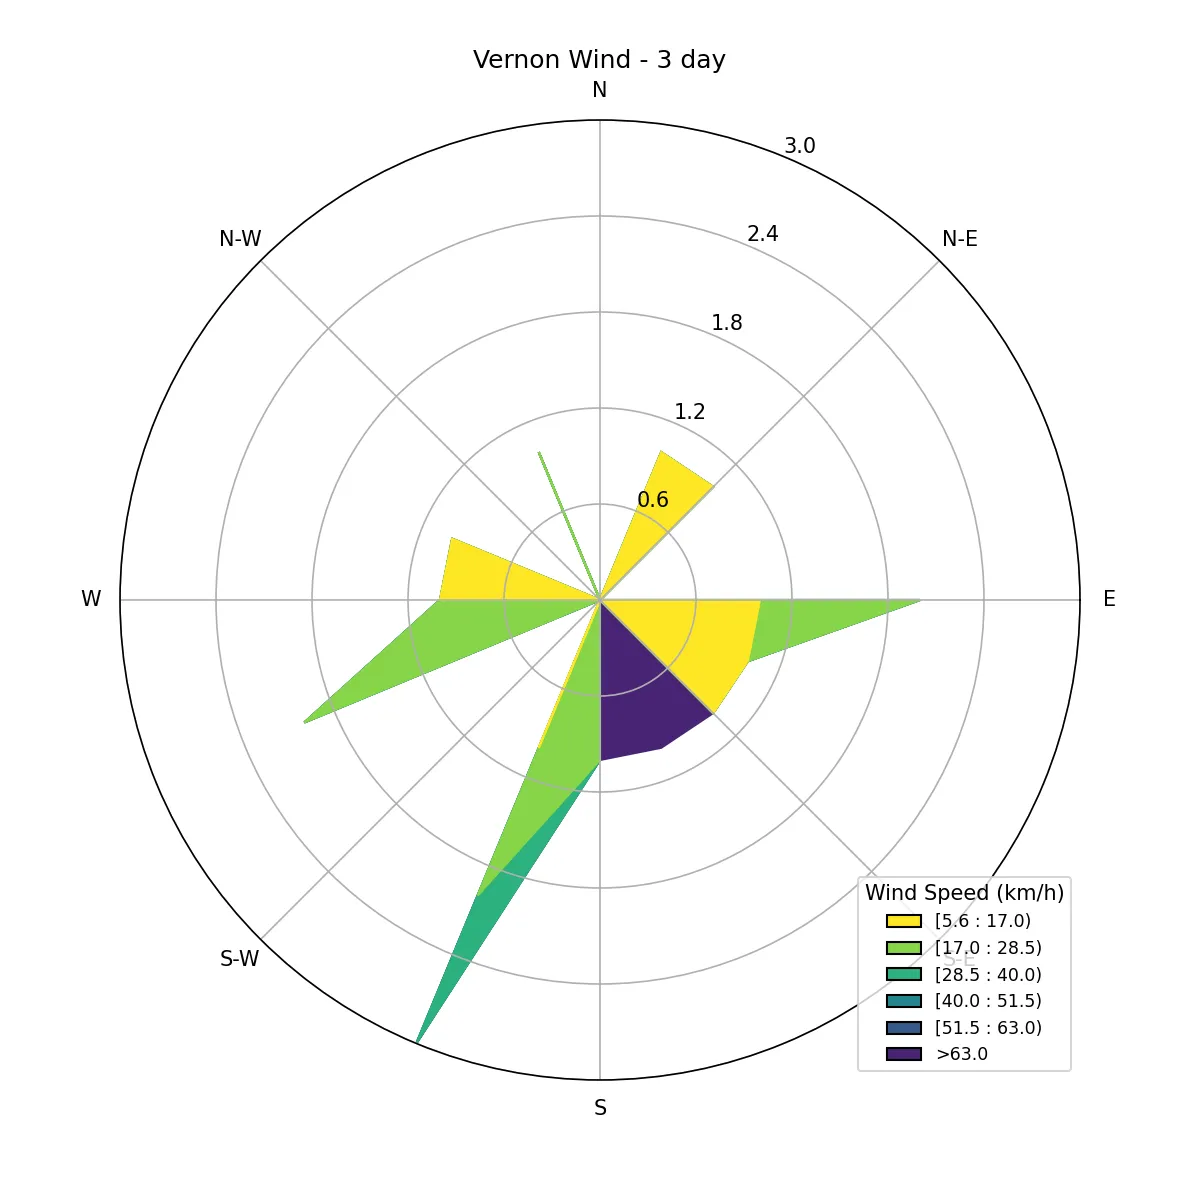 Vernon Wind - 3 day
N
3.0
2.4
N-W
N-E
1.8
1.2
0.6
W
E
S-W
S-E
Wind Speed (km/h)
[5.6 : 17.0)
[17.0 : 28.5)
[28.5 : 40.0)
[40.0 : 51.5)
[51.5 : 63.0)
>63.0
S